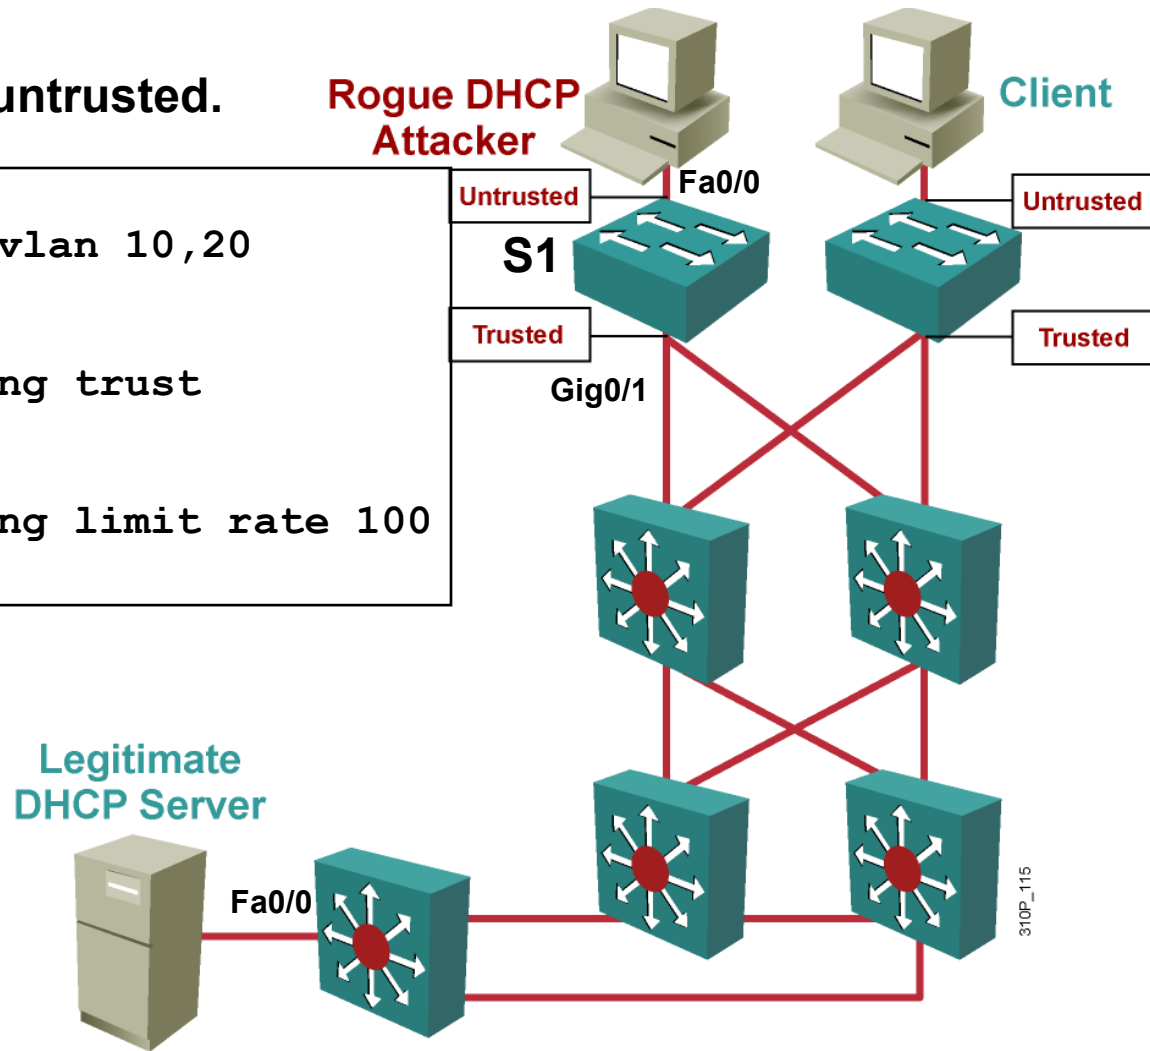 untrusted.
vlan 10,20
ng trust
ng limit rate 100
Rogue DHCP
Attacker
Client
Untrusted
Fa0/0
Untrusted
S1
Trusted
Trusted
Gig0/1
Legitimate
DHCP Server
Fa0/0
310P_115